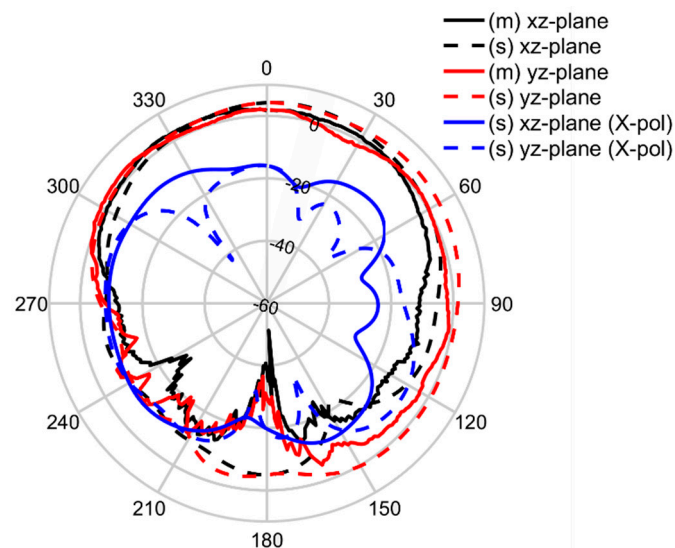 (m) xz-plane
(s) xz-plane
(m) yz-plane
(s) yz-plane
(s) xz-plane (X-pol)
(s) yz-plane (X-pol)
0
330
30
0
300
60
-20
-40
270
-60
90
240
120
210
150
180